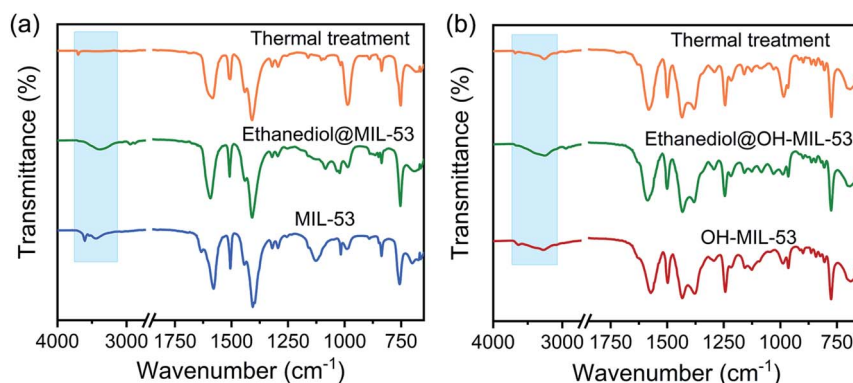 (a)
Thermal treatment
Ethanediol@MIL-53
MIL-53
Transmittance (%)
4000 3000 1750 1500 1250 1000 750
Wavenumber (cm⁻¹)
(b)
Thermal treatment
Ethanediol@OH-MIL-53
OH-MIL-53
Transmittance (%)
4000 3000 1750 1500 1250 1000 750
Wavenumber (cm⁻¹)